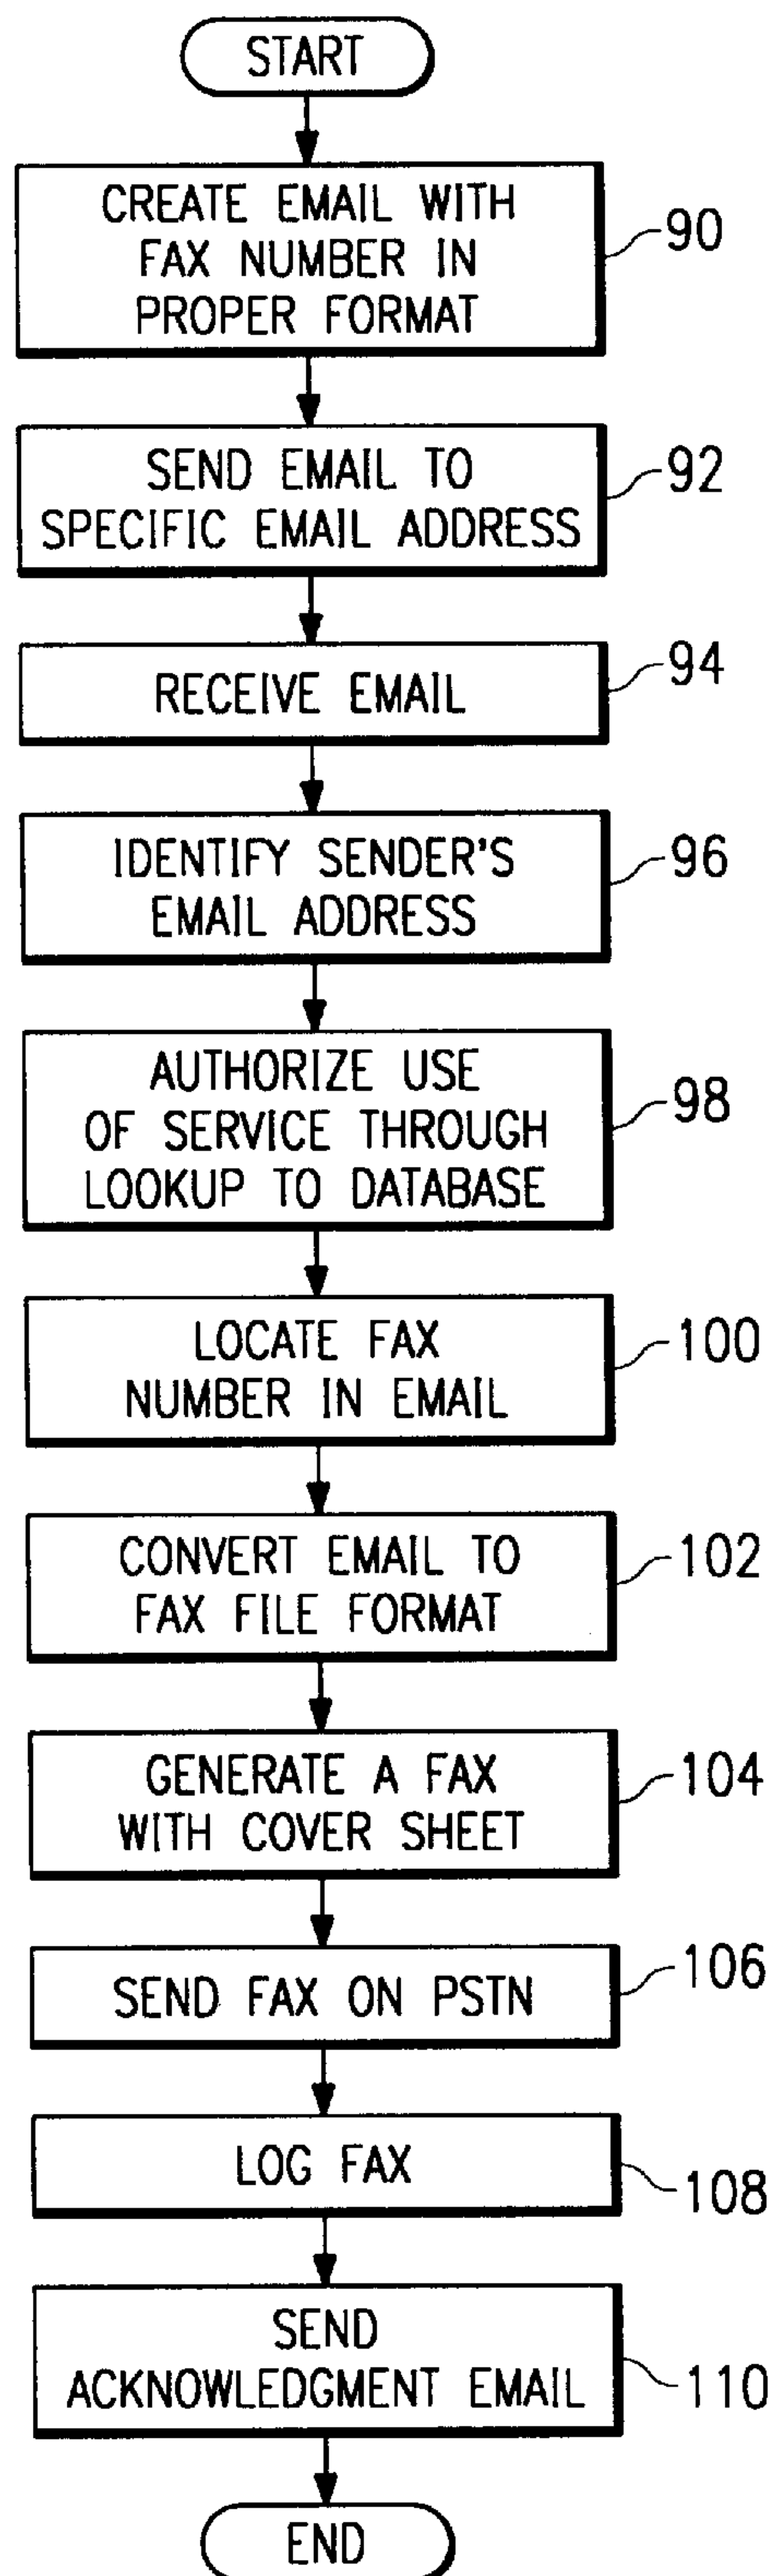 START
CREATE EMAIL WITH
FAX NUMBER IN
PROPER FORMAT
90
SEND EMAIL TO
SPECIFIC EMAIL ADDRESS
92
RECEIVE EMAIL
94
IDENTIFY SENDER'S
EMAIL ADDRESS
96
AUTHORIZE USE
OF SERVICE THROUGH
LOOKUP TO DATABASE
98
LOCATE FAX
NUMBER IN EMAIL
100
CONVERT EMAIL TO
FAX FILE FORMAT
102
GENERATE A FAX
WITH COVER SHEET
104
SEND FAX ON PSTN
106
LOG FAX
108
SEND
ACKNOWLEDGMENT EMAIL
110
END